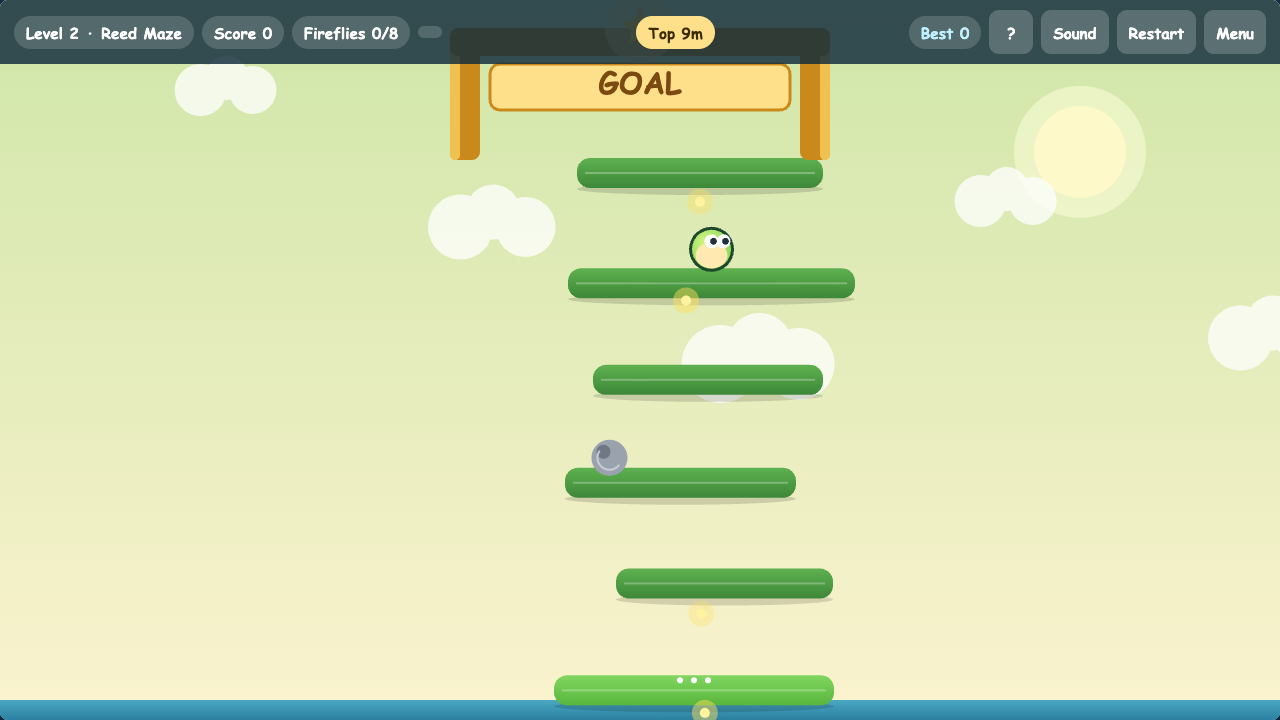 Level 2 · Reed Maze
Score 0
Fireflies 0/8
Top 9m
Best 0
?
Sound
Restart
Menu
GOAL